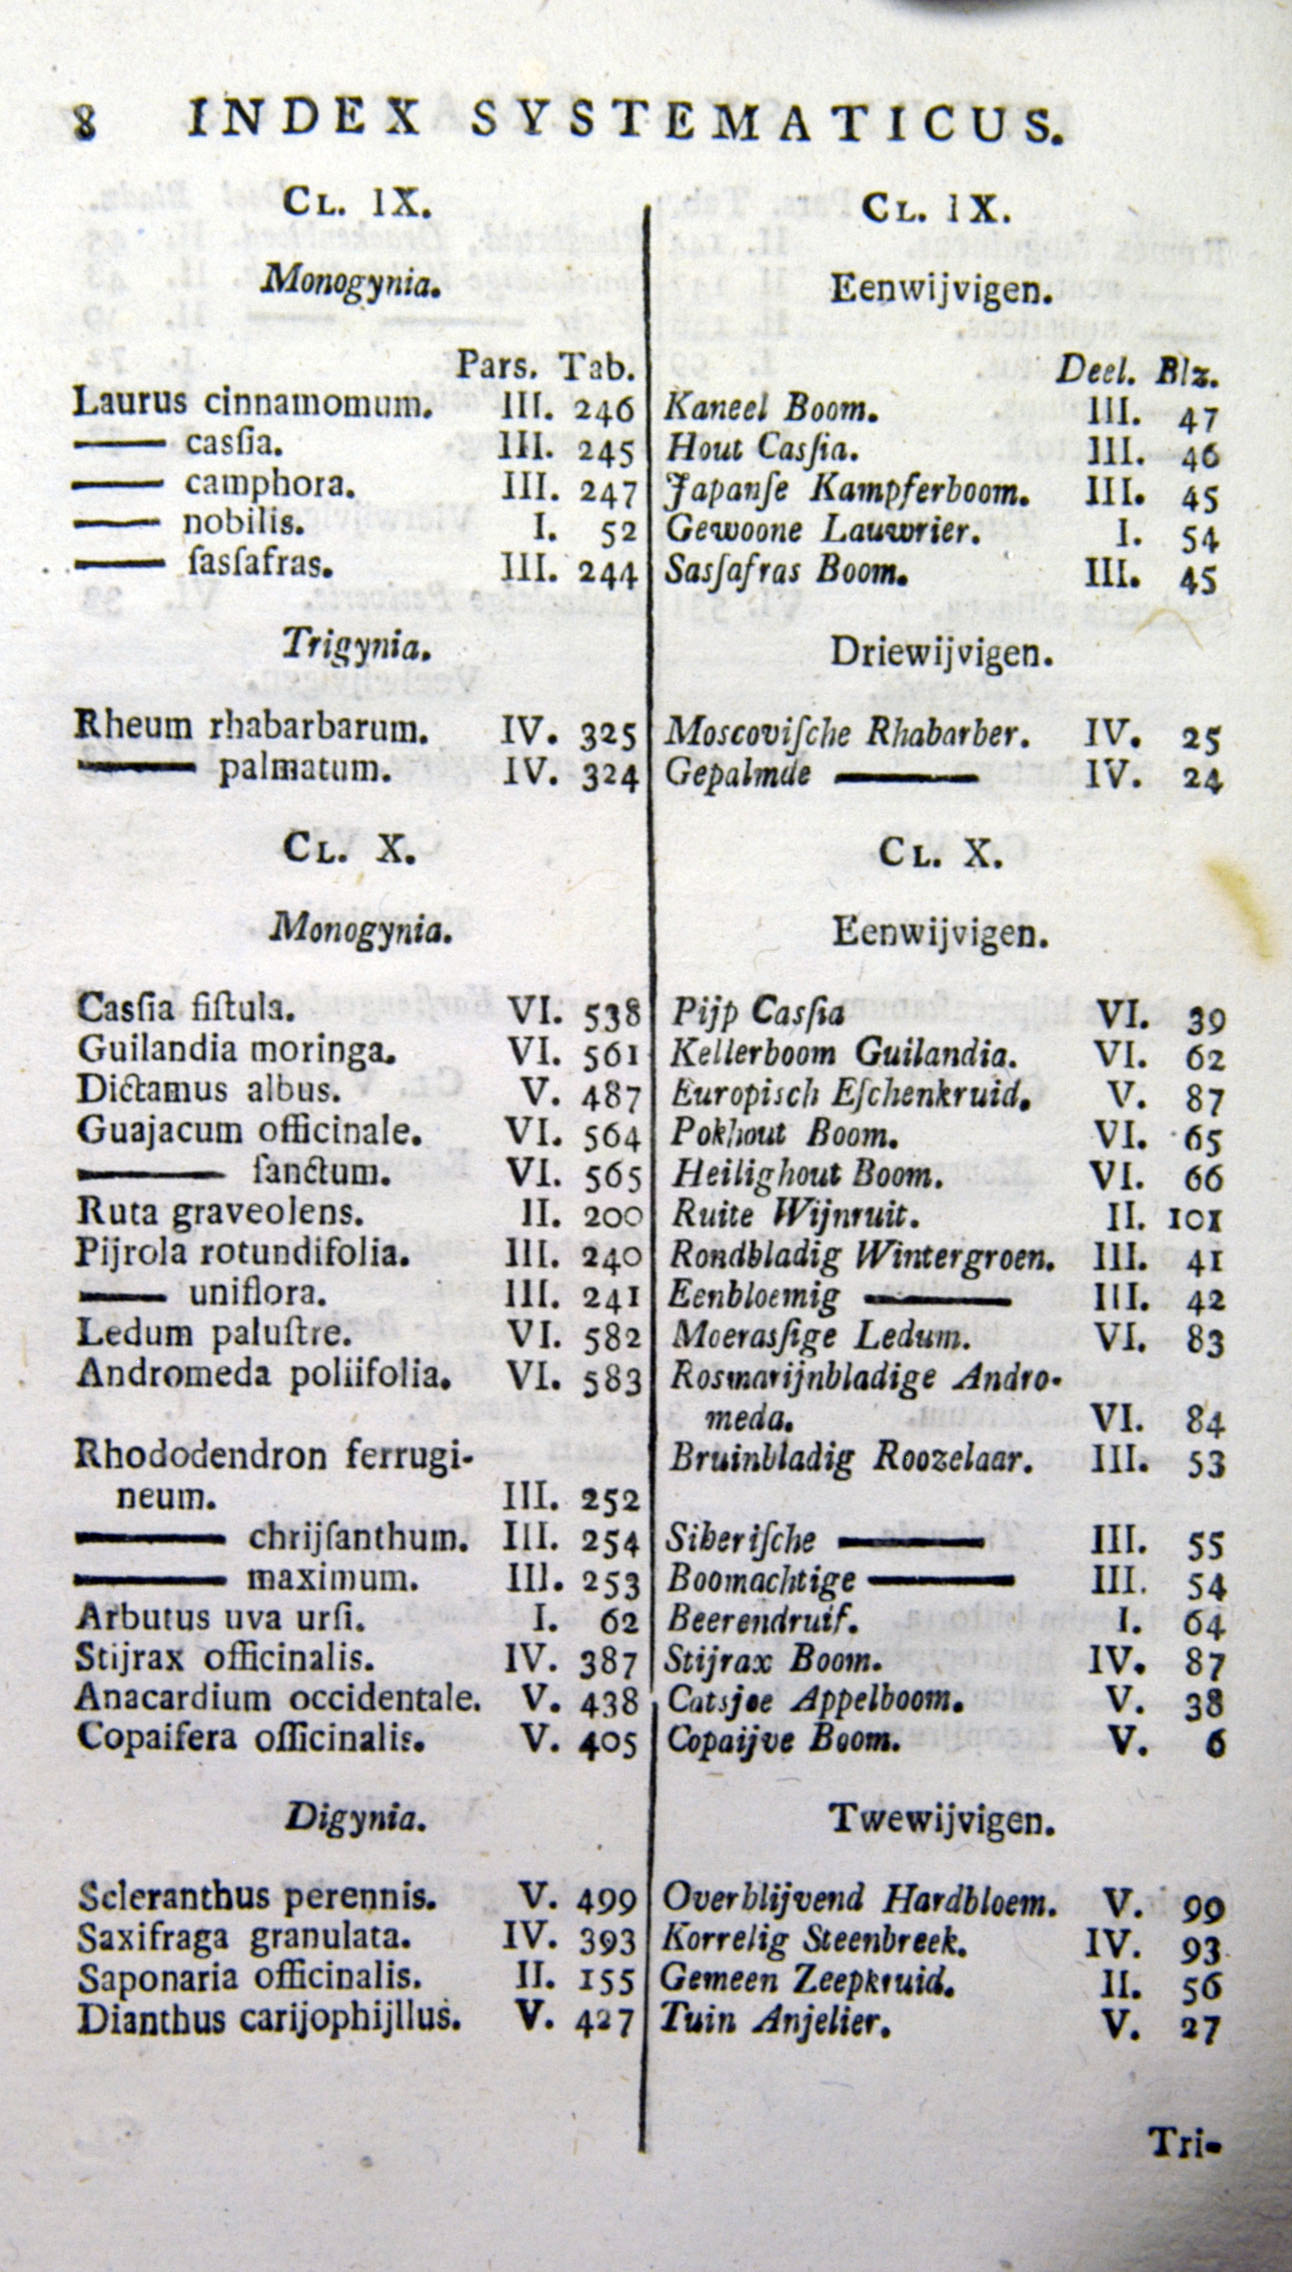 8 INDEX SYSTEMATICUS.
CL. IX.
Monogynia.
Pars. Tab.
Laurus cinnamomum. III. 246
—— casſia. III. 245
—— camphora. III. 247
—— nobilis. I. 52
—— ſasſafras. III. 244
Trigynia.
Rheum rhabarbarum. IV. 325
—— palmatum. IV. 324
CL. X.
Monogynia.
Casſia fiſtula. VI. 538
Guilandia moringa. VI. 561
Dictamus albus. V. 487
Guajacum officinale. VI. 564
—— ſanctum. VI. 565
Ruta graveolens. II. 200
Pijrola rotundifolia. III. 240
—— uniflora. III. 241
Ledum paluſtre. VI. 582
Andromeda poliifolia. VI. 583
Rhododendron ferrugi-
neum. III. 252
—— chrijſanthum. III. 254
—— maximum. III. 253
Arbutus uva urſi. I. 62
Stijrax officinalis. IV. 387
Anacardium occidentale. V. 438
Copaifera officinalis. V. 405
Digynia.
Scleranthus perennis. V. 499
Saxifraga granulata. IV. 393
Saponaria officinalis. II. 155
Dianthus carijophijllus. V. 427
CL. IX.
Eenwijvigen.
Deel. Blz.
Kaneel Boom. III. 47
Hout Casſia. III. 46
Japanſe Kampferboom. III. 45
Gewoone Lauwrier. I. 54
Sasſafras Boom. III. 45
Driewijvigen.
Moscoviſche Rhabarber. IV. 25
Gepalmde —— IV. 24
CL. X.
Eenwijvigen.
Pijp Casſia VI. 39
Kellerboom Guilandia. VI. 62
Europisch Eſchenkruid. V. 87
Pokhout Boom. VI. 65
Heilighout Boom. VI. 66
Ruite Wijnruit. II. 101
Rondbladig Wintergroen. III. 41
Eenbloemig —— III. 42
Moerasſige Ledum. VI. 83
Rosmarijnbladige Andro-
meda. VI. 84
Bruinbladig Roozelaar. III. 53
Siberiſche —— III. 55
Boomachtige —— III. 54
Beerendruif. I. 64
Stijrax Boom. IV. 87
Catsjoe Appelboom. V. 38
Copaijve Boom. V. 6
Twewijvigen.
Overblijvend Hardbloem. V. 99
Korrelig Steenbreek. IV. 93
Gemeen Zeepkruid. II. 56
Tuin Anjelier. V. 27
Tri-